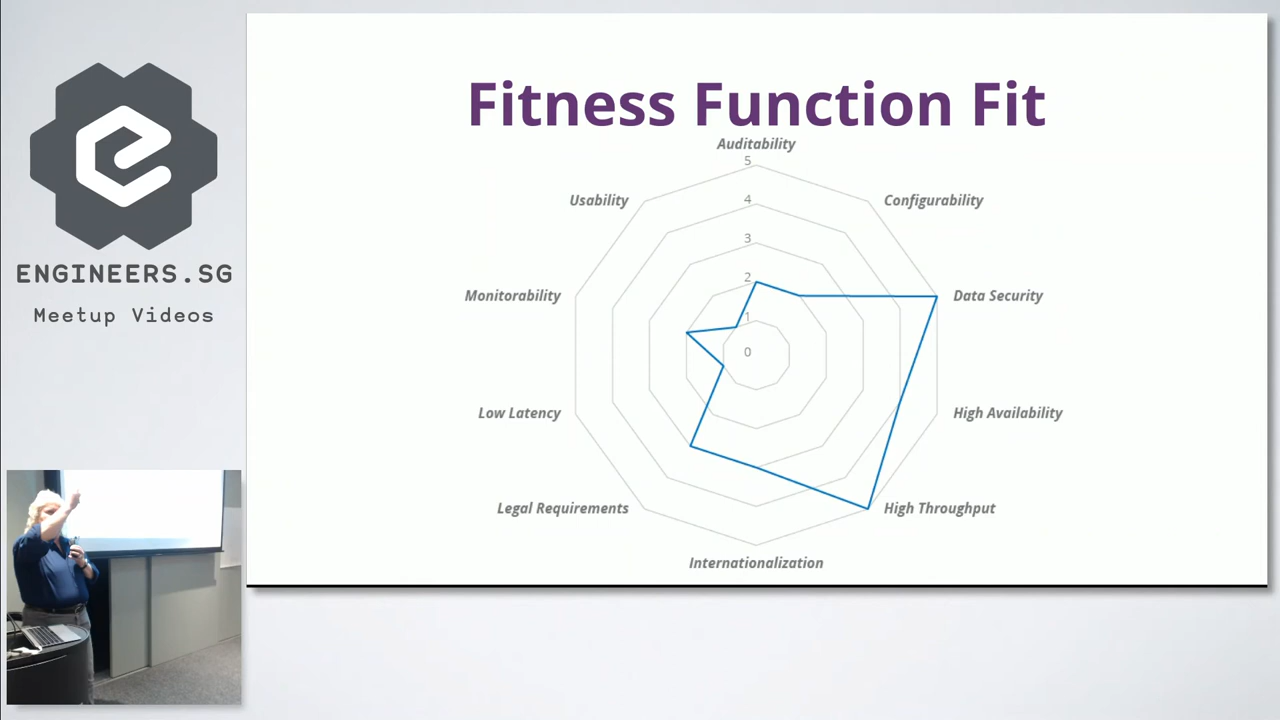 ENGINEERS.SG
Meetup Videos
Fitness Function Fit
Auditability
Usability
Configurability
Monitorability
Data Security
Low Latency
High Availability
Legal Requirements
High Throughput
Internationalization
5
4
3
2
1
0